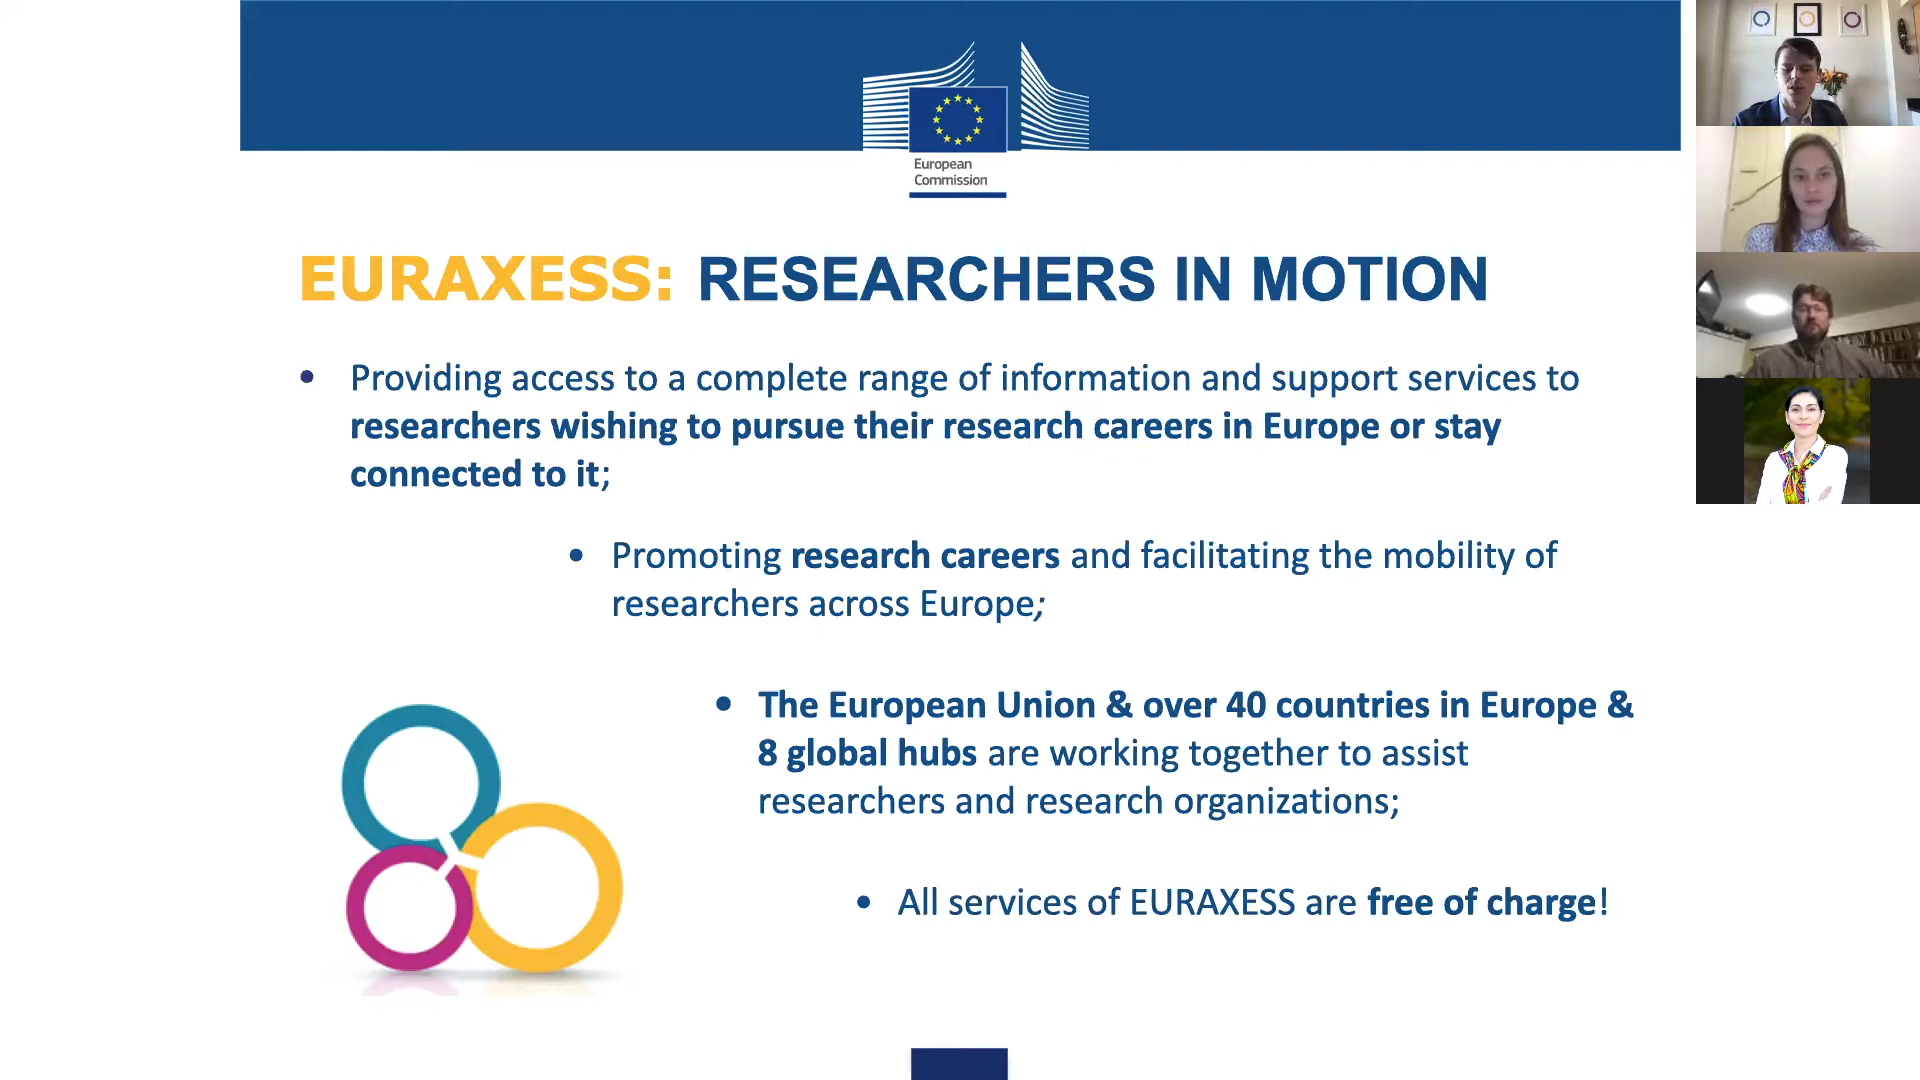 European
Commission
EURAXESS: RESEARCHERS IN MOTION
• Providing access to a complete range of information and support services to
researchers wishing to pursue their research careers in Europe or stay
connected to it;
• Promoting research careers and facilitating the mobility of
researchers across Europe;
• The European Union & over 40 countries in Europe &
8 global hubs are working together to assist
researchers and research organizations;
• All services of EURAXESS are free of charge!